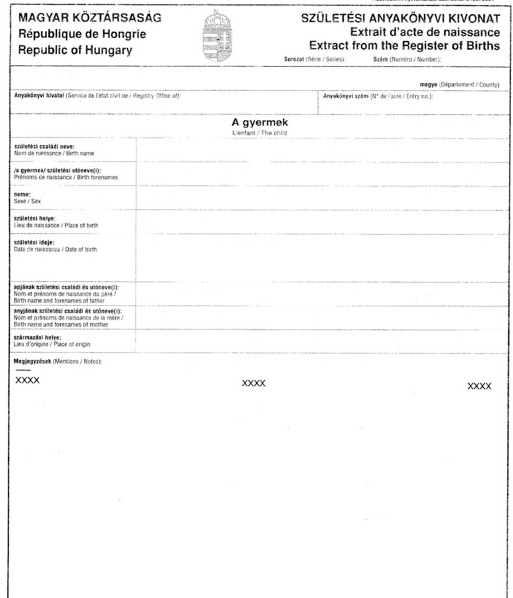 MAGYAR KÖZTÁRSASÁG
République de Hongrie
Republic of Hungary
SZÜLETÉSI ANYAKÖNYVI KIVONAT
Extrait d'acte de naissance
Extract from the Register of Births
Sorozat (Série / Series): Szám (Numéro / Number):
megye (Département / County)
Anyakönyvi hivatal (Service de l'état civil de / Registry Office of):
Anyakönyvi szám (N° de l'acte / Entry no.):
A gyermek
L'enfant / The child
születési családi neve:
Nom de naissance / Birth name
/a gyermek/ születési utóneve(i):
Prénoms de naissance / Birth forenames
neme:
Sexe / Sex
születési helye:
Lieu de naissance / Place of birth
születési ideje:
Date de naissance / Date of birth
apjának születési családi és utóneve(i):
Nom et prénoms de naissance du père /
Birth name and forenames of father
anyjának születési családi és utóneve(i):
Nom et prénoms de naissance de la mère /
Birth name and forenames of mother
származási helye:
Lieu d'origine / Place of origin
Megjegyzések (Mentions / Notes):
XXXX XXXX XXXX